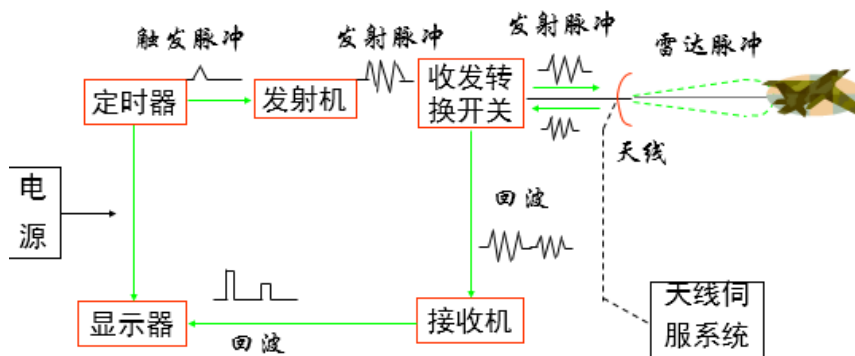 触发脉冲
发射脉冲
发射脉冲
雷达脉冲
定时器
发射机
收发转
换开关
天线
电
源
回波
显示器
回波
接收机
天线伺
服系统